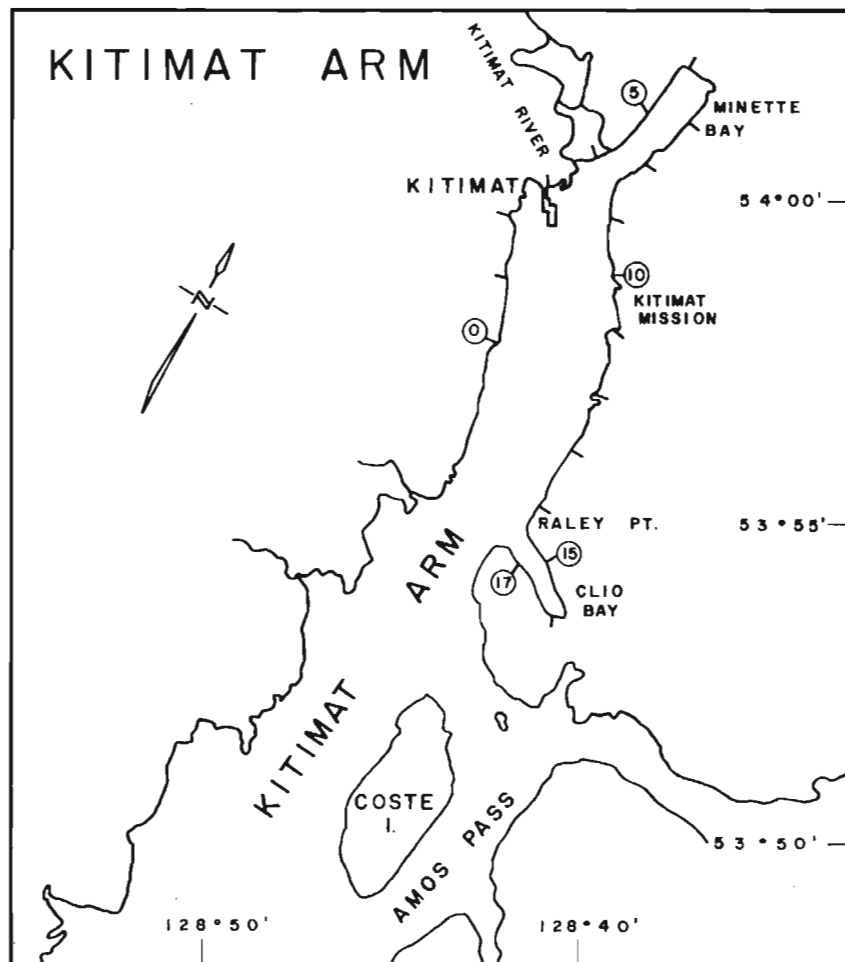 KITIMAT ARM
KITIMAT RIVER
5
MINETTE
BAY
KITIMAT
54°00'
10
KITIMAT
MISSION
N
0
RALEY PT.
53°55'
15
17
CLIO
BAY
KITIMAT ARM
COSTE
I.
AMOS PASS
53°50'
128°50'
128°40'